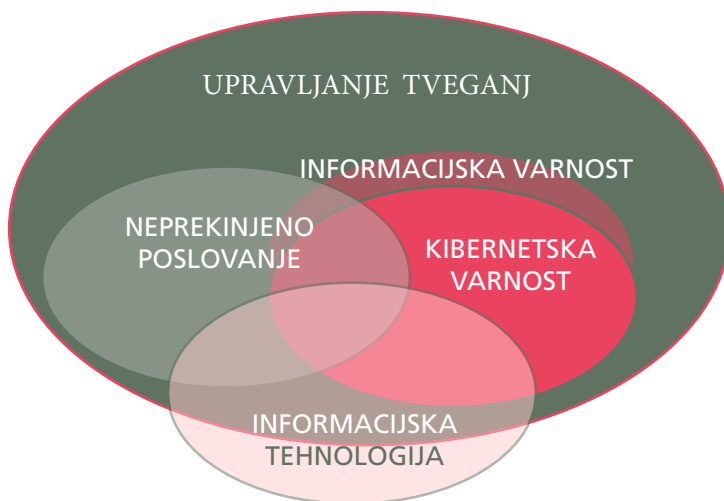 UPRAVLJANJE TVEGANJ
INFORMACIJSKA VARNOST
NEPREKINJENO
POSLOVANJE
KIBERNETSKA
VARNOST
INFORMACIJSKA
TEHNOLOGIJA